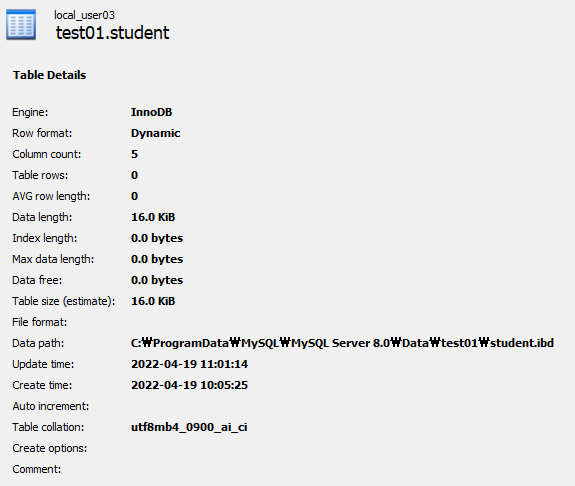 local_user03
test01.student
Table Details
Engine: InnoDB
Row format: Dynamic
Column count: 5
Table rows: 0
AVG row length: 0
Data length: 16.0 KiB
Index length: 0.0 bytes
Max data length: 0.0 bytes
Data free: 0.0 bytes
Table size (estimate): 16.0 KiB
File format:
Data path: C:₩ProgramData₩MySQL₩MySQL Server 8.0₩Data₩test01₩student.ibd
Update time: 2022-04-19 11:01:14
Create time: 2022-04-19 10:05:25
Auto increment:
Table collation: utf8mb4_0900_ai_ci
Create options:
Comment: